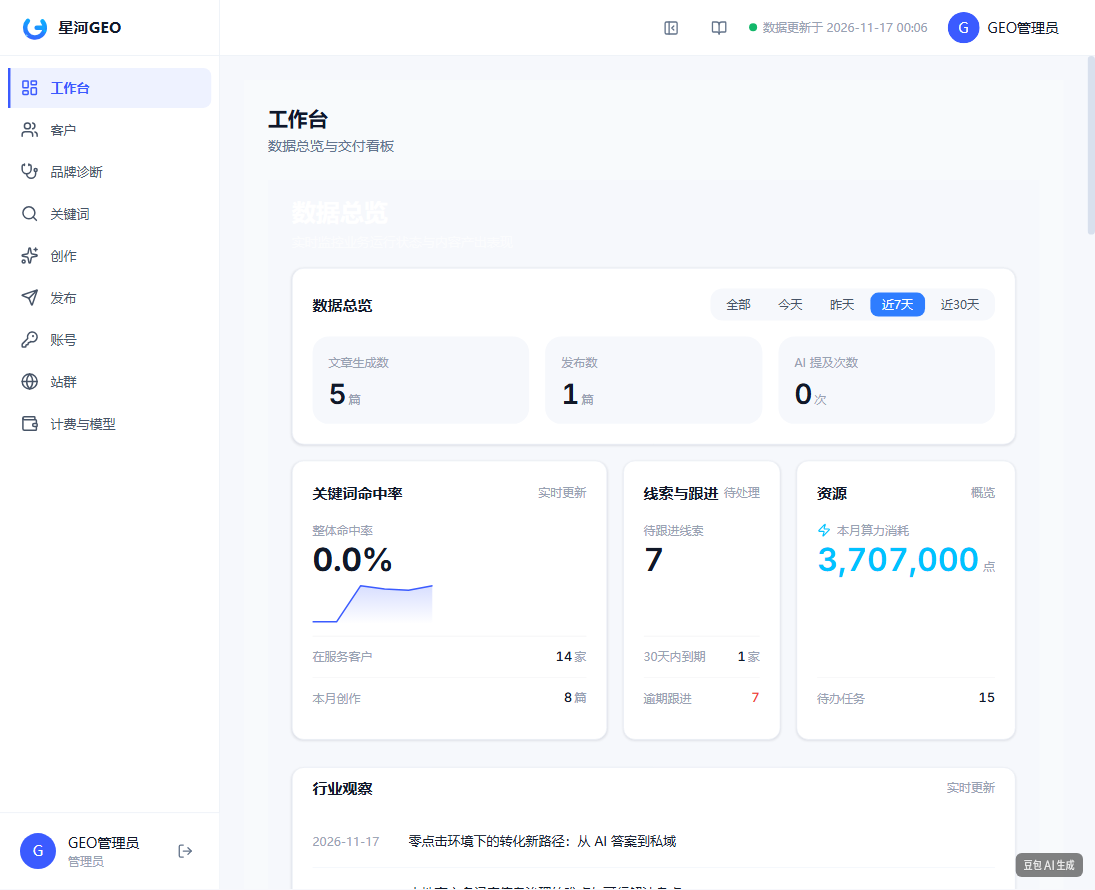 星河GEO
数据更新于 2026-11-17 00:06
G
GEO管理员
工作台
客户
品牌诊断
关键词
创作
发布
账号
站群
计费与模型
G
GEO管理员
管理员
工作台
数据总览与交付看板
数据总览
数据总览
全部 今天 昨天 近7天 近30天
文章生成数
5 篇
发布数
1 篇
AI 提及次数
0 次
关键词命中率 实时更新
整体命中率
0.0%
在服务客户 14 家
本月创作 8 篇
线索与跟进 待处理
待跟进线索
7
30天内到期 1 家
逾期跟进 7
资源 概览
本月算力消耗
3,707,000 点
待办任务 15
行业观察 实时更新
2026-11-17 零点击环境下的转化新路径：从 AI 答案到私域
豆包 AI 生成